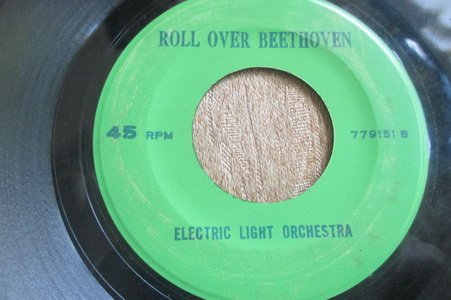 ROLL OVER BEETHOVEN
45 RPM
779151 B
ELECTRIC LIGHT ORCHESTRA